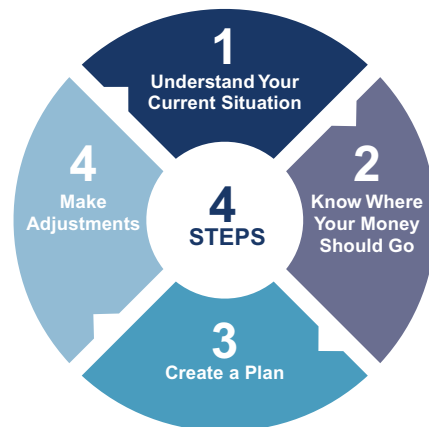 1
Understand Your
Current Situation
2
Know Where
Your Money
Should Go
3
Create a Plan
4
Make
Adjustments
4
STEPS